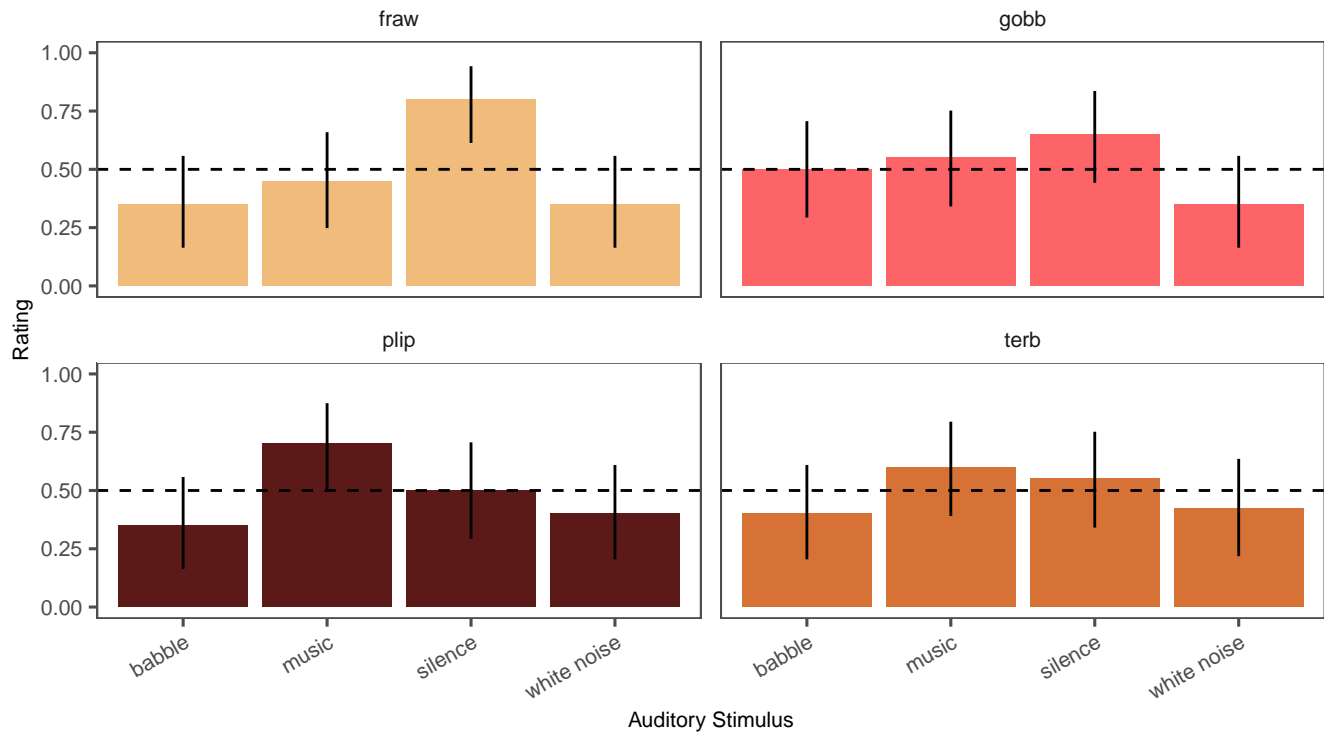 fraw
gobb
1.00
0.75
0.50
0.25
0.00
plip
terb
1.00
0.75
0.50
0.25
0.00
Rating
babble
music
silence
white noise
babble
music
silence
white noise
Auditory Stimulus